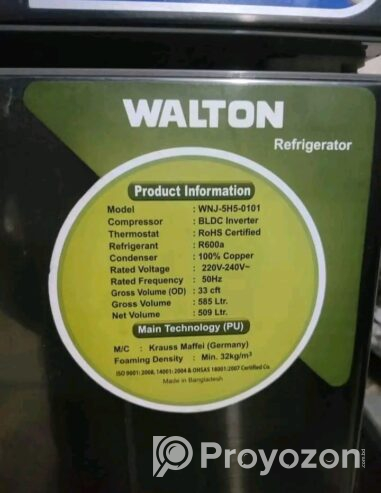 WALTON
Refrigerator
Product Information
Model : WNJ-5H5-0101
Compressor : BLDC Inverter
Thermostat : RoHS Certified
Refrigerant : R600a
Condenser : 100% Copper
Rated Voltage : 220V-240V~
Rated Frequency : 50Hz
Gross Volume (OD) : 33 cft
Gross Volume : 585 Ltr.
Net Volume : 509 Ltr.
Main Technology (PU)
M/C : Krauss Maffei (Germany)
Foaming Density : Min. 32kg/m³
ISO 9001: 2008, 14001: 2004 & OHSAS 18001:2007 Certified Co.
Made in Bangladesh
Proyozon
.com.bd